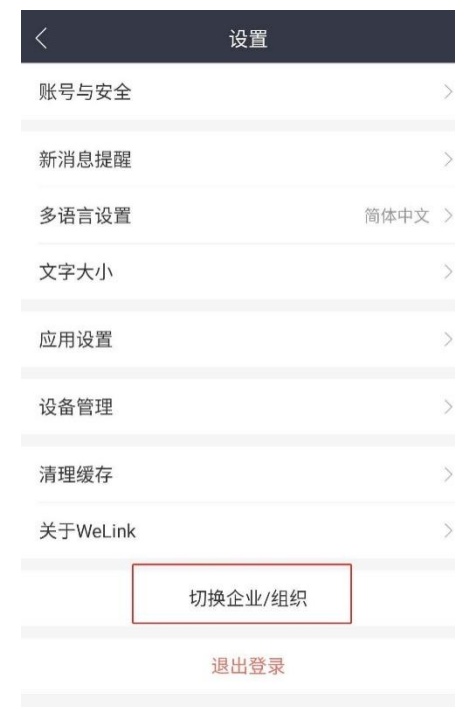 设置
账号与安全
新消息提醒
多语言设置 简体中文
文字大小
应用设置
设备管理
清理缓存
关于WeLink
切换企业/组织
退出登录